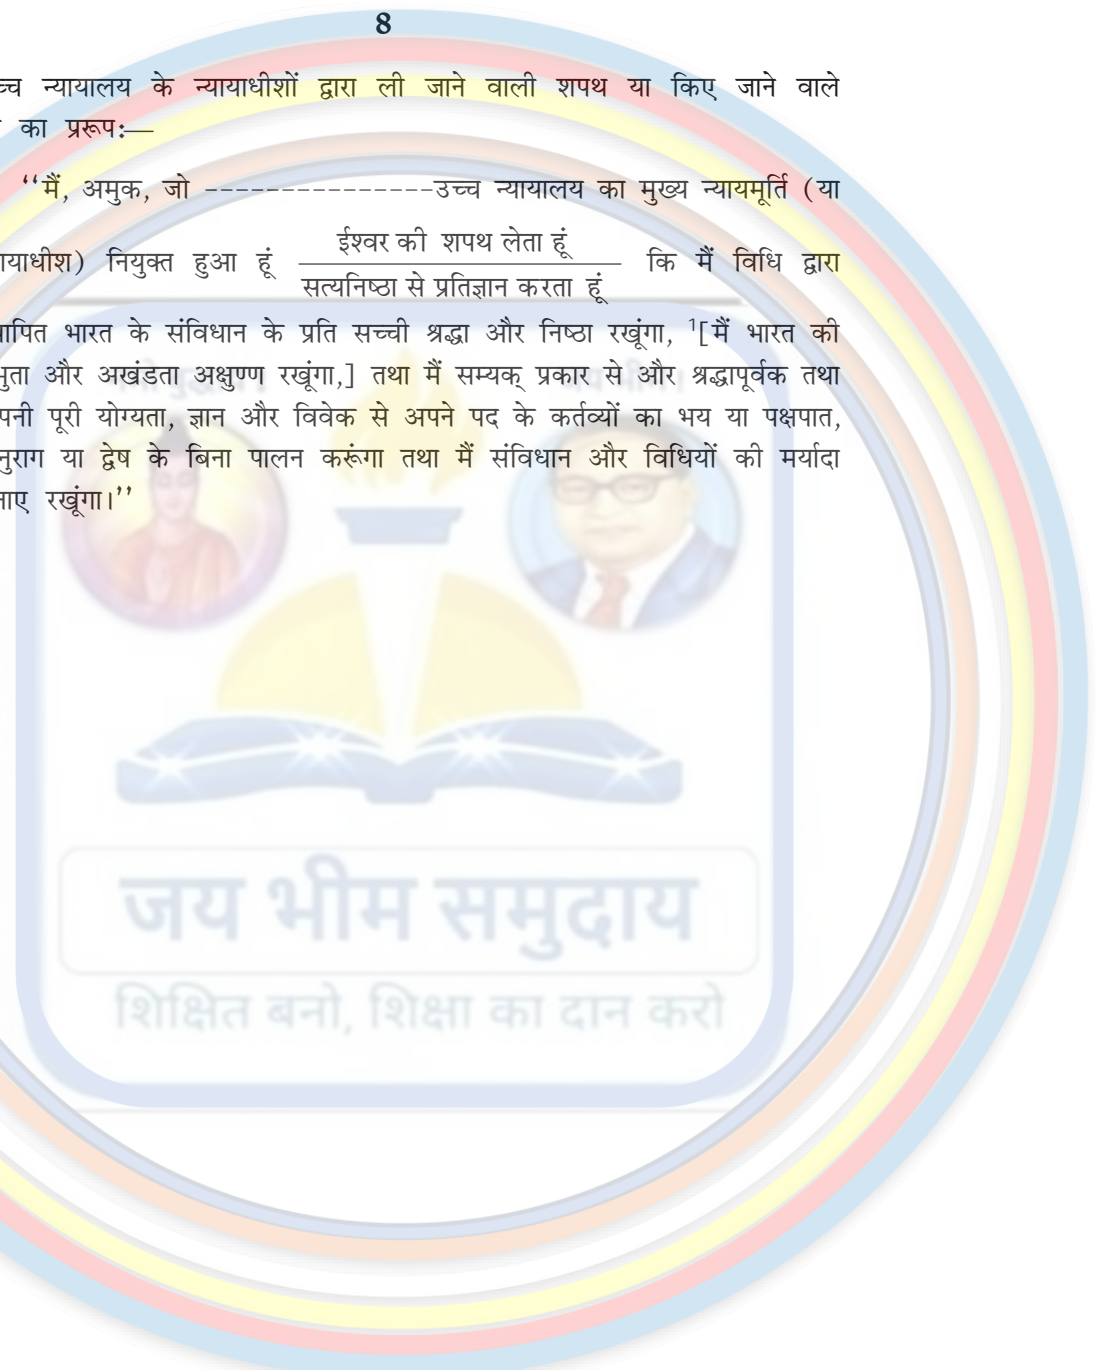 8
च्च न्यायालय के न्यायाधीशों द्वारा ली जाने वाली शपथ या किए जाने वाले
का प्ररूप:—
‘‘मैं, अमुक, जो ---------------उच्च न्यायालय का मुख्य न्यायमूर्ति (या
ईश्वर की शपथ लेता हूं
यायाधीश) नियुक्त हुआ हूं कि मैं विधि द्वारा
सत्यनिष्ठा से प्रतिज्ञान करता हूं
भारत के संविधान के प्रति सच्ची श्रद्धा और निष्ठा रखूंगा, ¹[मैं भारत की
और अखंडता अक्षुण्ण रखूंगा,] तथा मैं सम्यक् प्रकार से और श्रद्धापूर्वक तथा
पूरी योग्यता, ज्ञान और विवेक से अपने पद के कर्तव्यों का भय या पक्षपात,
या द्वेष के बिना पालन करूंगा तथा मैं संविधान और विधियों की मर्यादा
रखूंगा।’’
जय भीम समुदाय
शिक्षित बनो, शिक्षा का दान करो